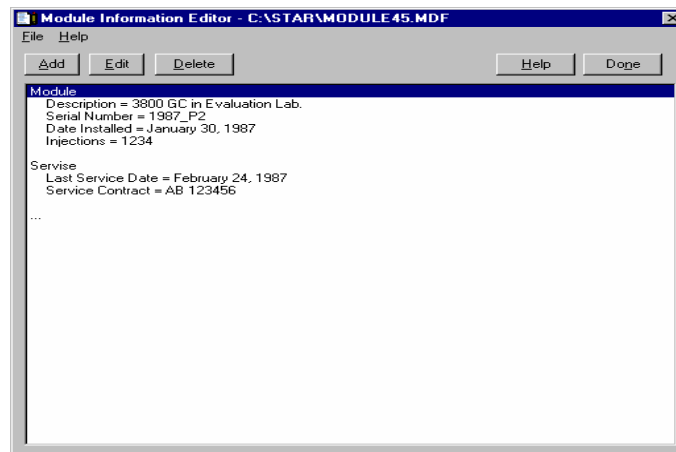 Module Information Editor - C:\STAR\MODULE45.MDF
File Help
Add Edit Delete Help Done
Module
Description = 3800 GC in Evaluation Lab.
Serial Number = 1987_P2
Date Installed = January 30, 1987
Injections = 1234
Servise
Last Service Date = February 24, 1987
Service Contract = AB 123456
...